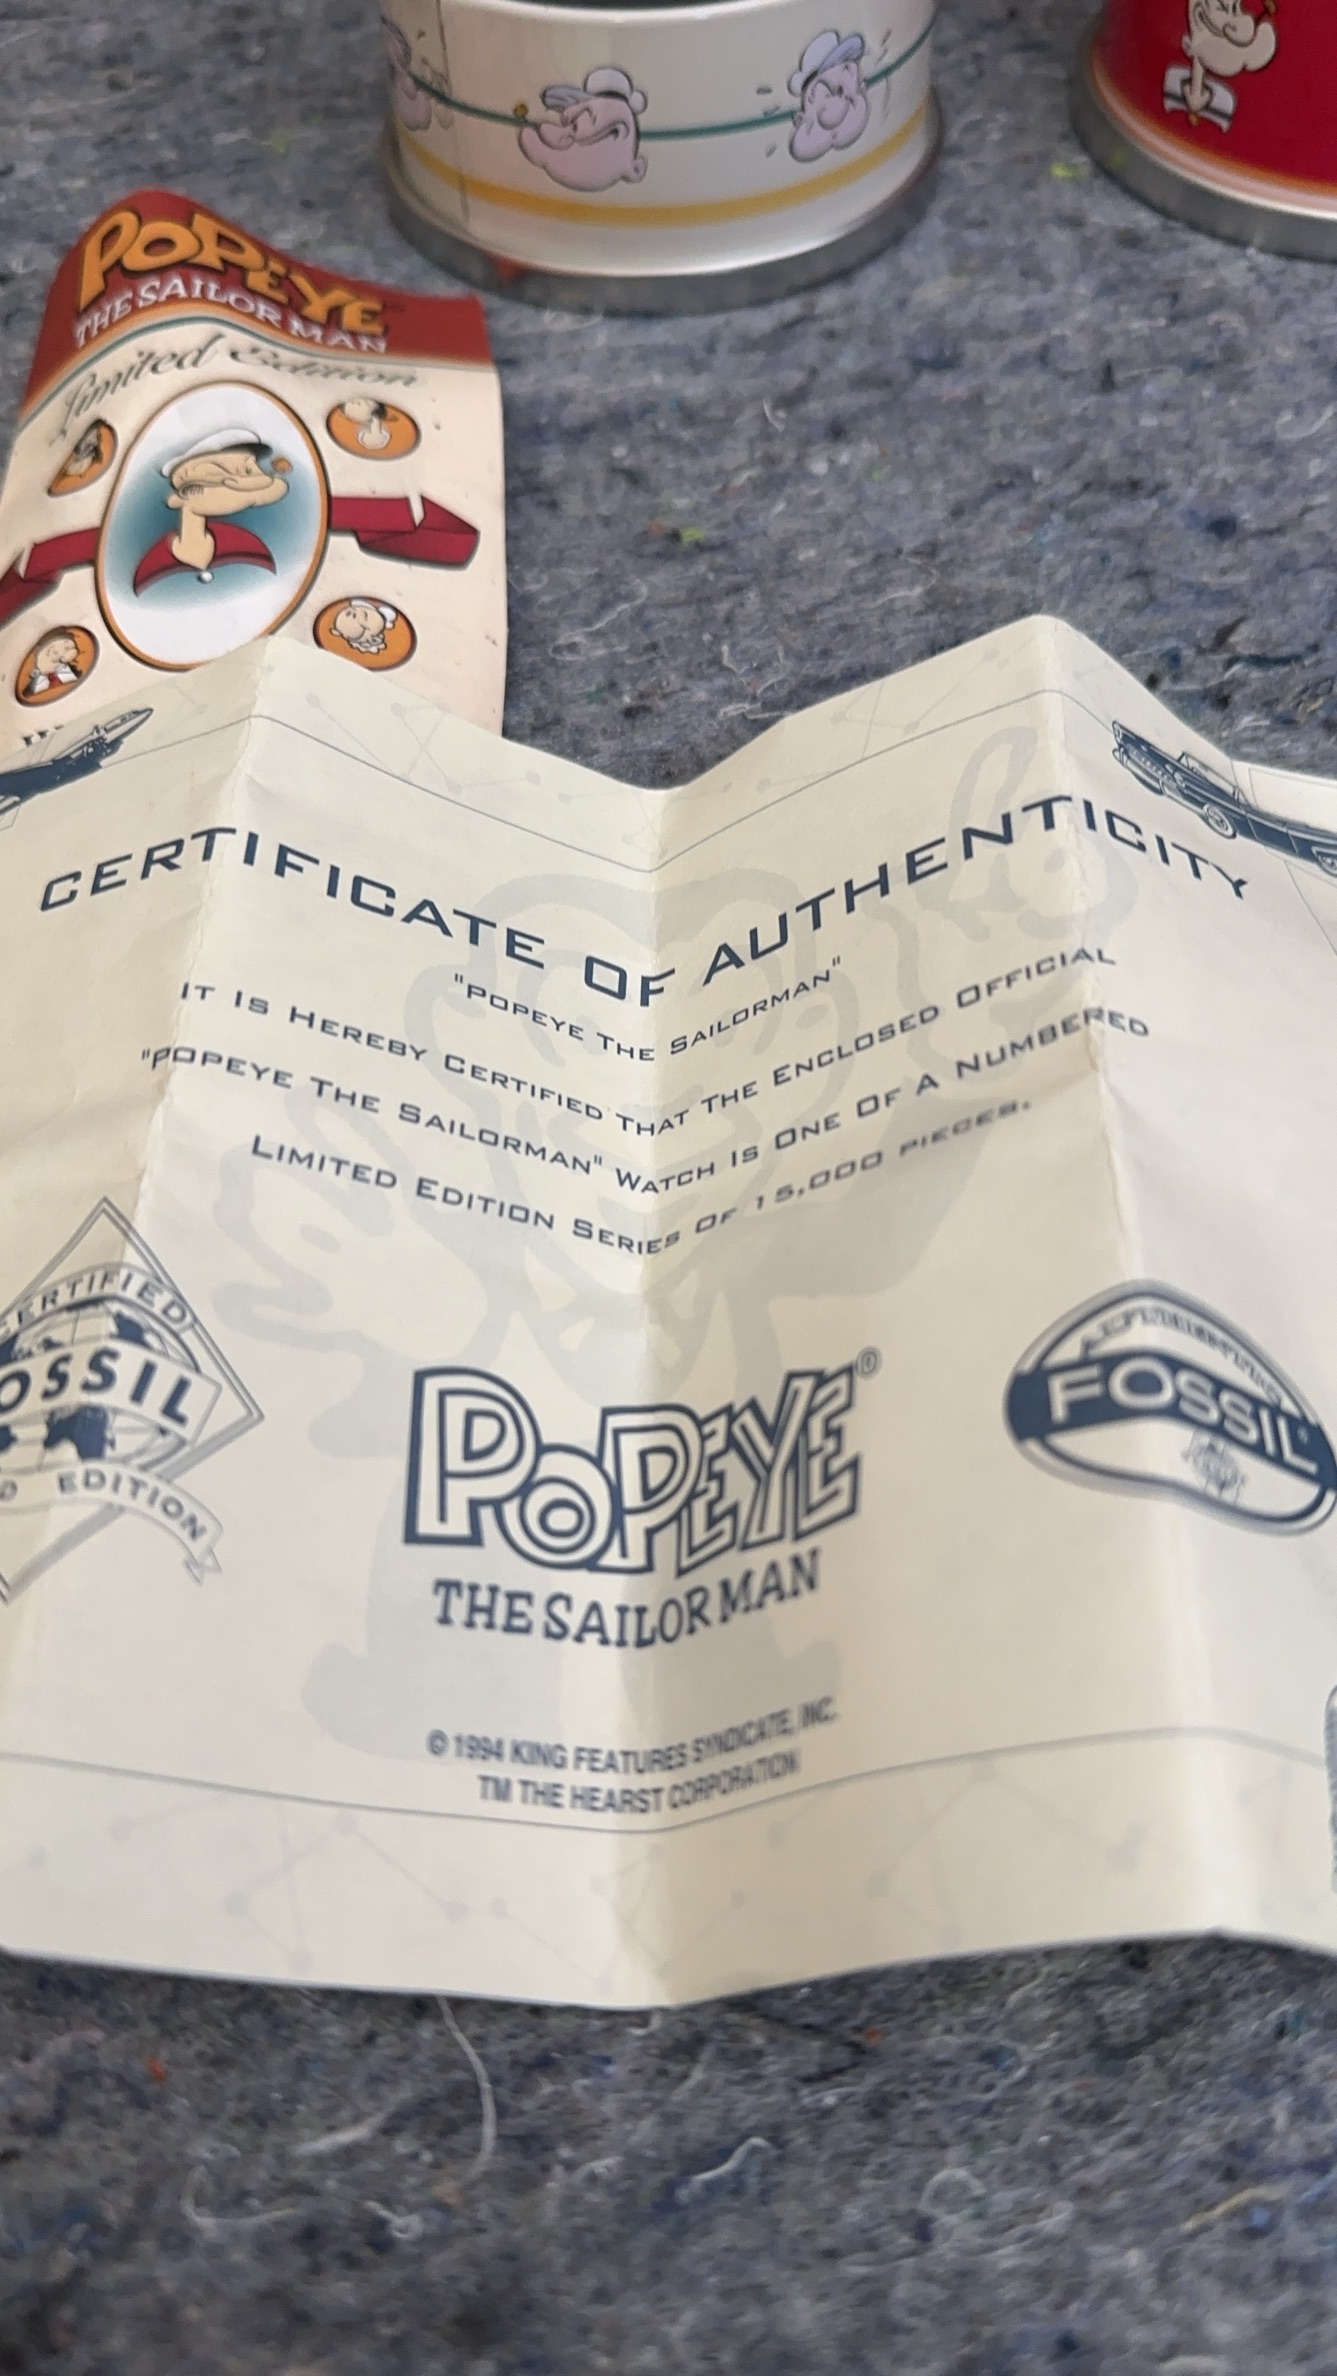 POPEYE
THE SAILOR MAN
Limited Edition
CERTIFICATE OF AUTHENTICITY
"POPEYE THE SAILORMAN"
IT IS HEREBY CERTIFIED THAT THE ENCLOSED OFFICIAL
"POPEYE THE SAILORMAN" WATCH IS ONE OF A NUMBERED
LIMITED EDITION SERIES OF 15,000 PIECES.
CERTIFIED
OSSIL
EDITION
AUTHENTIC
FOSSIL
POPEYE®
THE SAILOR MAN
© 1994 KING FEATURES SYNDICATE, INC.
TM THE HEARST CORPORATION